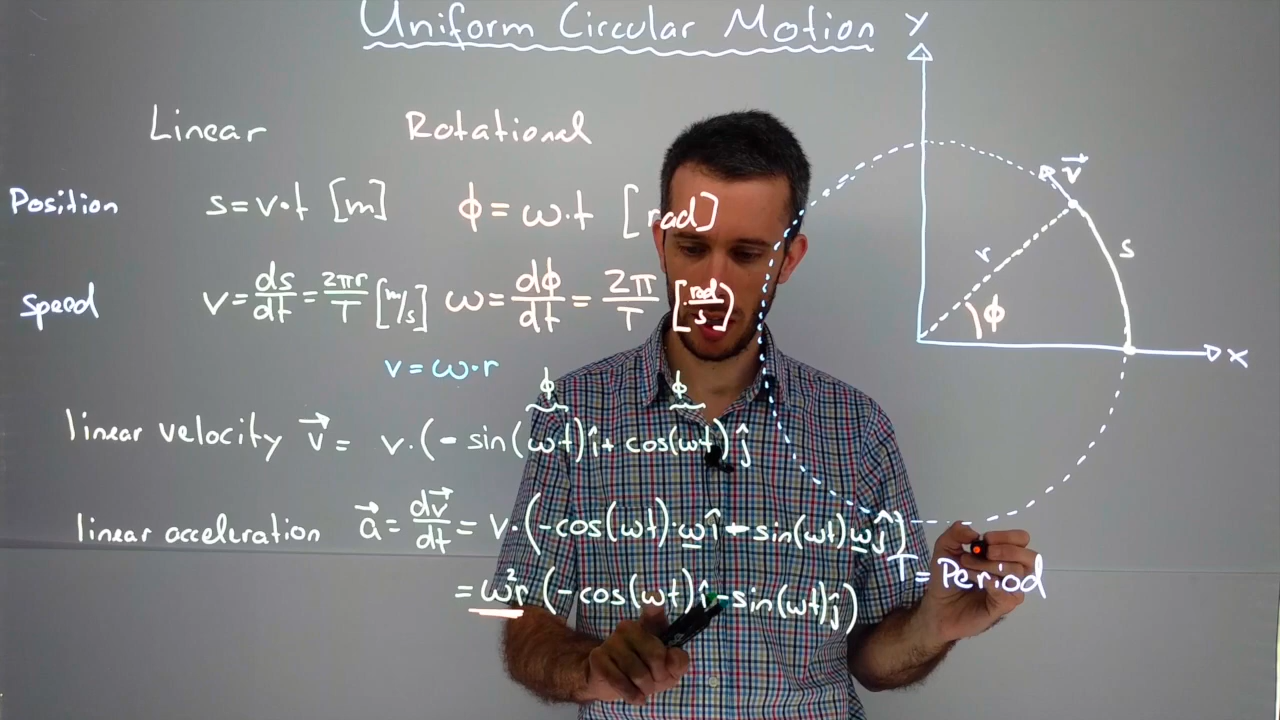 Uniform Circular Motion
Linear Rotational
Position s = v·t [m] ϕ = ω·t [rad]
Speed v = ds/dt = 2πr/T [m/s] ω = dϕ/dt = 2π/T [rad/s]
v = ω·r
ϕ ϕ
linear velocity v⃗ = v·(-sin(ωt)î + cos(ωt)ĵ
linear acceleration a⃗ = dv⃗/dt = v·(-cos(ωt)·ωî - sin(ωt)ωĵ)
= ω²r (-cos(ωt)î - sin(ωt)ĵ)
T = Period
Y
v⃗
r
s
ϕ
X